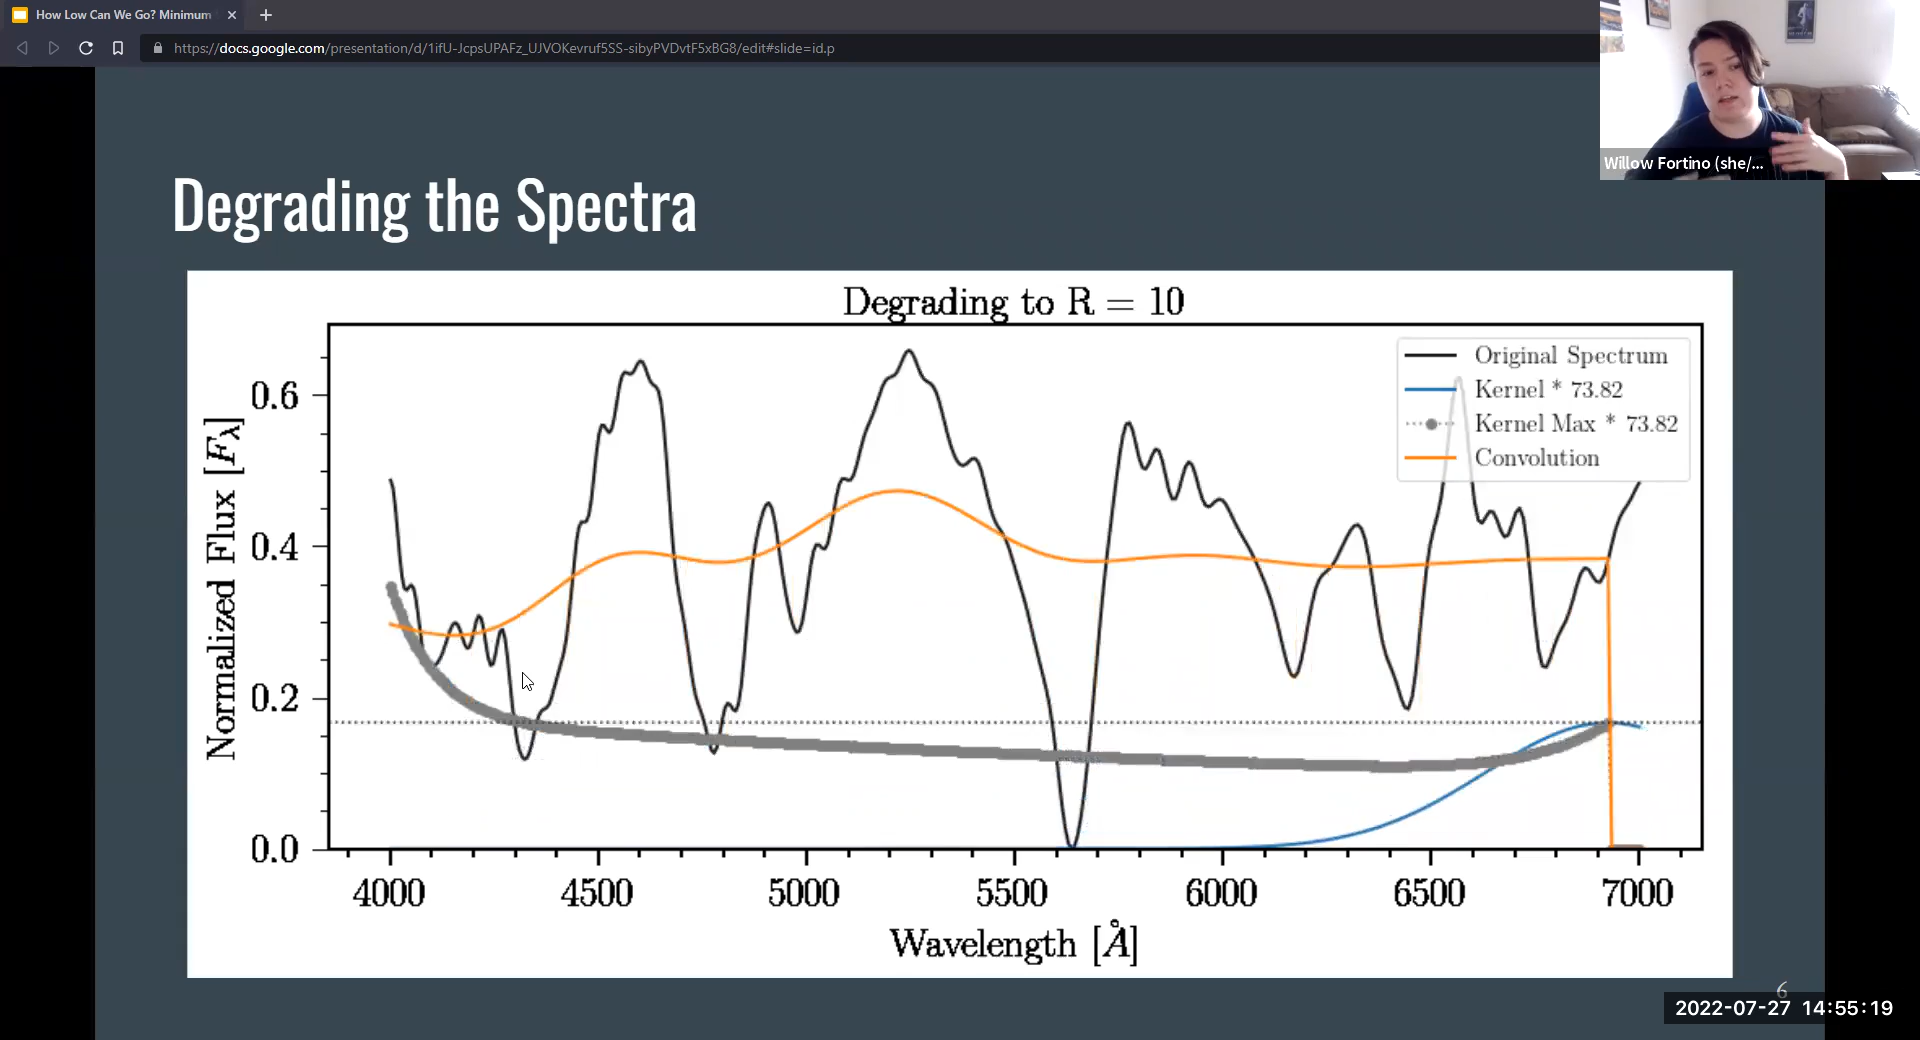 How Low Can We Go? Minimum
https://docs.google.com/presentation/d/1ifU-JcpsUPAFz_UJVOKevruf5SS-sibyPVDvtF5xBG8/edit#slide=id.p
Willow Fortino (she/...
Degrading the Spectra
Degrading to R = 10
Original Spectrum
Kernel * 73.82
Kernel Max * 73.82
Convolution
Normalized Flux [Fλ]
0.6
0.4
0.2
0.0
4000 4500 5000 5500 6000 6500 7000
Wavelength [Å]
6
2022-07-27 14:55:19